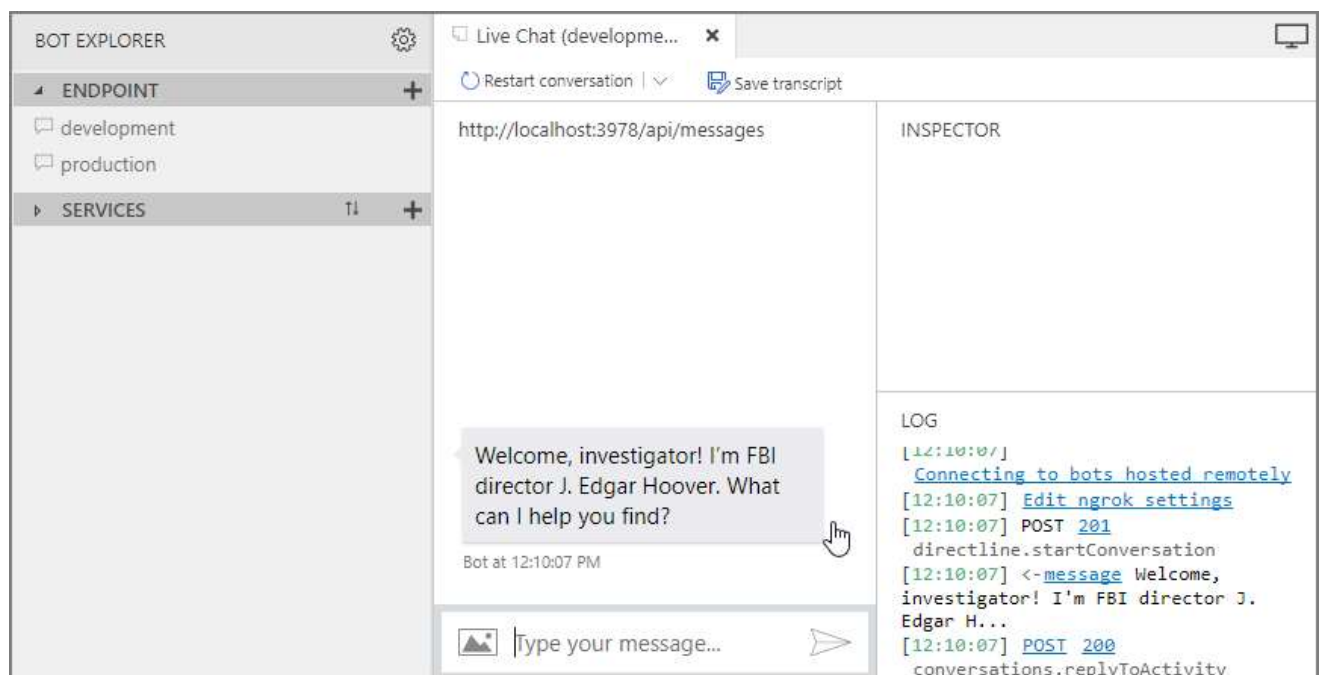 BOT EXPLORER
ENDPOINT
development
production
SERVICES
Live Chat (developme...
Restart conversation
Save transcript
http://localhost:3978/api/messages
Welcome, investigator! I'm FBI
director J. Edgar Hoover. What
can I help you find?
Bot at 12:10:07 PM
Type your message...
INSPECTOR
LOG
[12:10:07]
Connecting to bots hosted remotely
[12:10:07] Edit ngrok settings
[12:10:07] POST 201
directline.startConversation
[12:10:07] <-message Welcome,
investigator! I'm FBI director J.
Edgar H...
[12:10:07] POST 200
conversations.replyToActivity